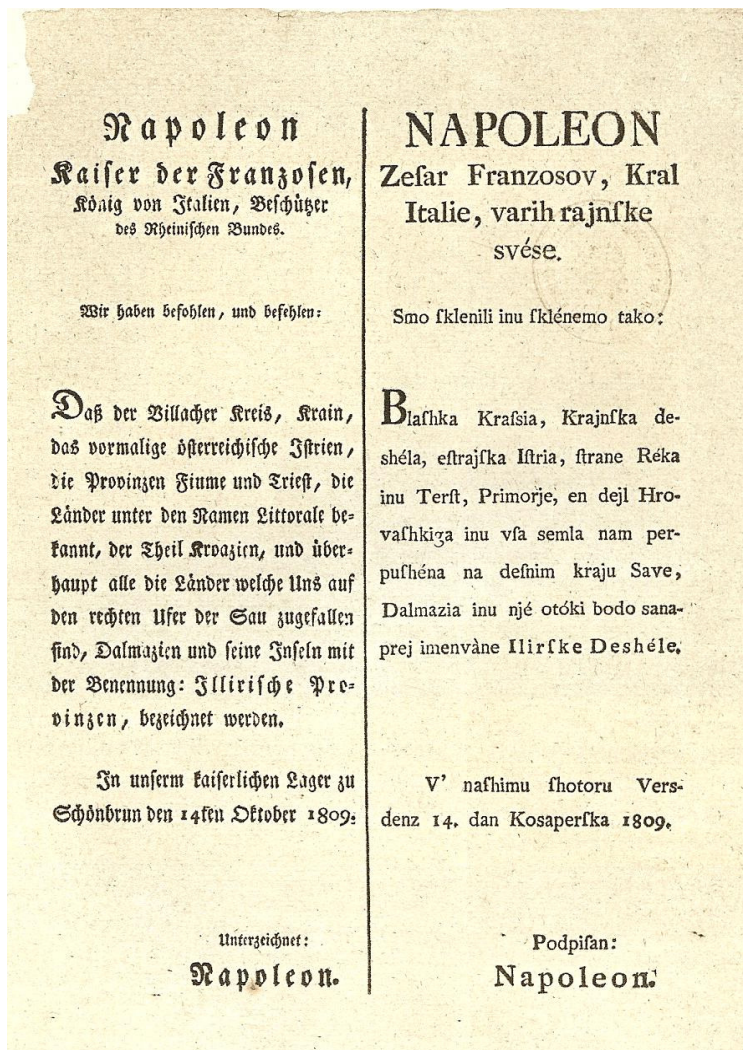 Napoleon
Kaiser der Franzosen,
König von Italien, Beschützer
des Rheinischen Bundes.
Wir haben befohlen, und befehlen:
Daß der Villacher Kreis, Krain,
das vormalige österreichische Istrien,
die Provinzen Fiume und Triest, die
Länder unter den Namen Littorale be-
kannt, der Theil Kroazien, und über-
haupt alle die Länder welche Uns auf
den rechten Ufer der Sau zugefallen
sind, Dalmazien und seine Inseln mit
der Benennung: Illirische Pro-
vinzen, bezeichnet werden.
In unserm kaiserlichen Lager zu
Schönbrun den 14ten Oktober 1809.
Unterzeichnet:
Napoleon.
NAPOLEON
Zeſar Franzosov, Kral
Italie, varih rajnſke
svése.
Smo ſklenili inu ſklénemo tako:
Blaſhka Kraſsia, Krajnſka de-
shéla, eſtrajſka Iſtria, ſtrane Réka
inu Terſt, Primorje, en dejl Hro-
vaſhkiga inu vſa semla nam per-
puſhéna na deſnim kraju Save,
Dalmazia inu njé otóki bodo sana-
prej imenvàne Ilirſke Deshéle.
V' naſhimu ſhotoru Vers-
denz 14. dan Kosaperſka 1809.
Podpiſan:
Napoleon.